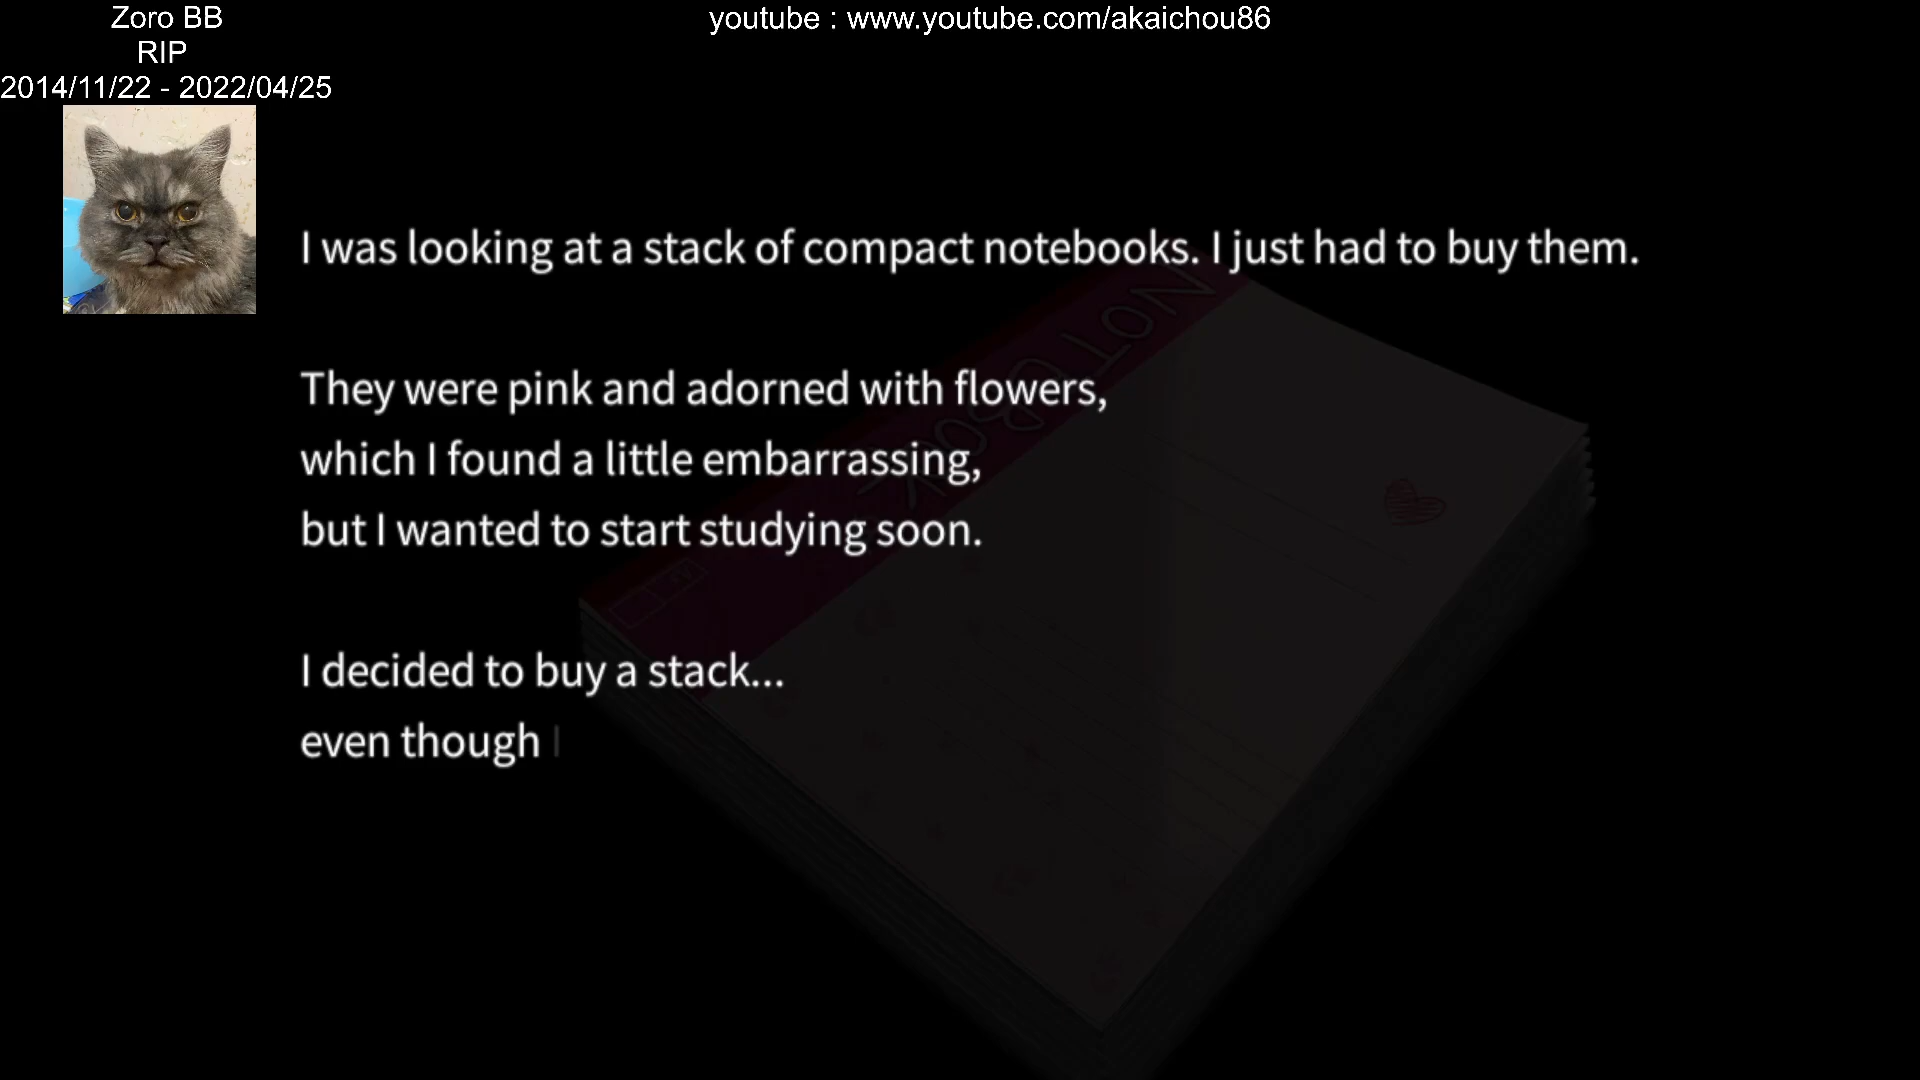 Zoro BB
RIP
2014/11/22 - 2022/04/25
youtube : www.youtube.com/akaichou86
I was looking at a stack of compact notebooks. I just had to buy them.
They were pink and adorned with flowers,
which I found a little embarrassing,
but I wanted to start studying soon.
I decided to buy a stack...
even though I
NOTEBOOK